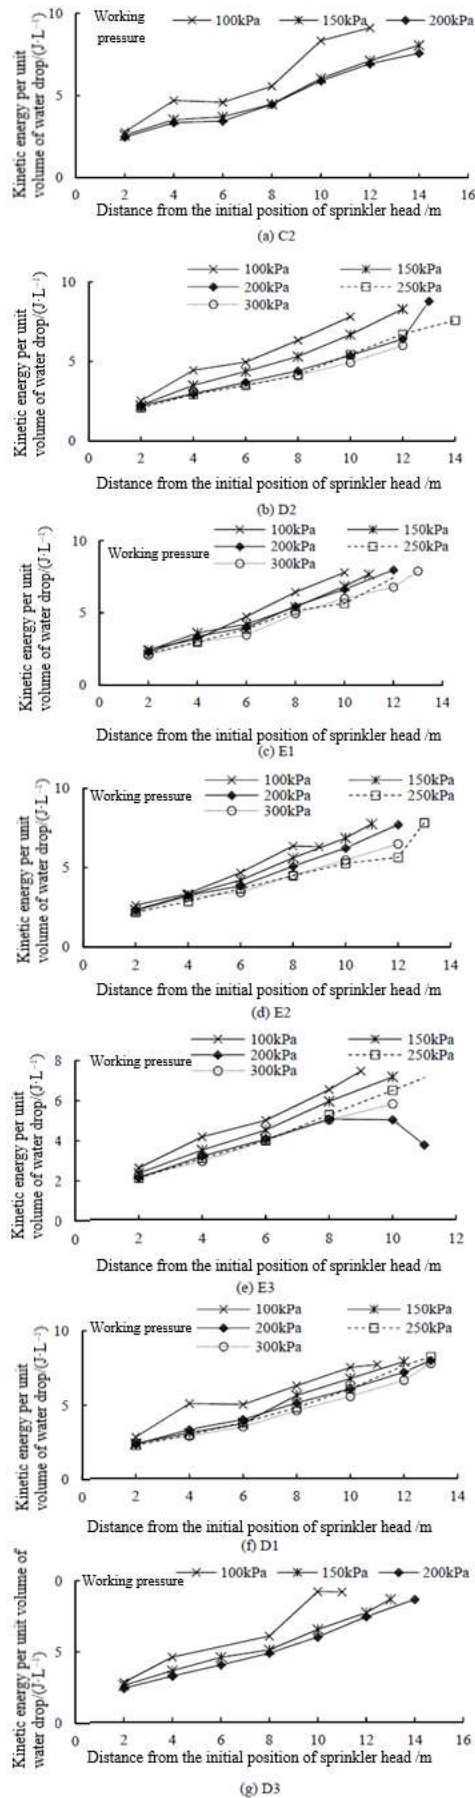 Working
pressure
100kPa
150kPa
200kPa
Kinetic energy per unit
volume of water drop/(J·L⁻¹)
10
5
0
0 2 4 6 8 10 12 14 16
Distance from the initial position of sprinkler head /m
(a) C2
100kPa
150kPa
200kPa
250kPa
300kPa
Kinetic energy per unit
volume of water drop/(J·L⁻¹)
10
5
0
0 2 4 6 8 10 12 14
Distance from the initial position of sprinkler head /m
(b) D2
Working pressure
100kPa
150kPa
200kPa
250kPa
300kPa
Kinetic energy per unit
volume of water drop/(J·L⁻¹)
10
5
0
0 2 4 6 8 10 12 14
Distance from the initial position of sprinkler head /m
(c) E1
Working pressure
100kPa
150kPa
200kPa
250kPa
300kPa
Kinetic energy per unit
volume of water drop/(J·L⁻¹)
10
5
0
0 2 4 6 8 10 12 14
Distance from the initial position of sprinkler head /m
(d) E2
Working pressure
100kPa
150kPa
200kPa
250kPa
300kPa
Kinetic energy per unit
volume of water drop/(J·L⁻¹)
8
6
4
2
0
0 2 4 6 8 10 12
Distance from the initial position of sprinkler head /m
(e) E3
Working pressure
100kPa
150kPa
200kPa
250kPa
300kPa
Kinetic energy per unit
volume of water drop/(J·L⁻¹)
10
5
0
0 2 4 6 8 10 12 14
Distance from the initial position of sprinkler head /m
(f) D1
Working pressure
100kPa
150kPa
200kPa
Kinetic energy per unit volume of
water drop/(J·L⁻¹)
0
5
0
0 2 4 6 8 10 12 14 16
Distance from the initial position of sprinkler head /m
(g) D3